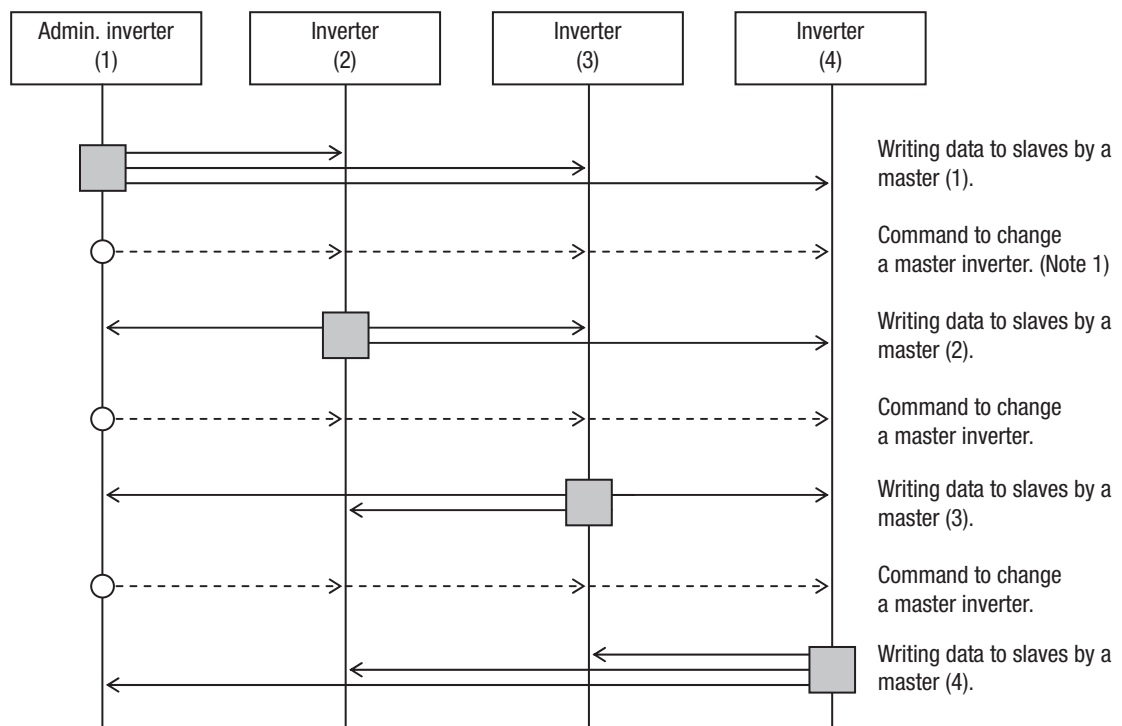 Admin. inverter
(1)
Inverter
(2)
Inverter
(3)
Inverter
(4)
Writing data to slaves by a
master (1).
Command to change
a master inverter. (Note 1)
Writing data to slaves by a
master (2).
Command to change
a master inverter.
Writing data to slaves by a
master (3).
Command to change
a master inverter.
Writing data to slaves by a
master (4).